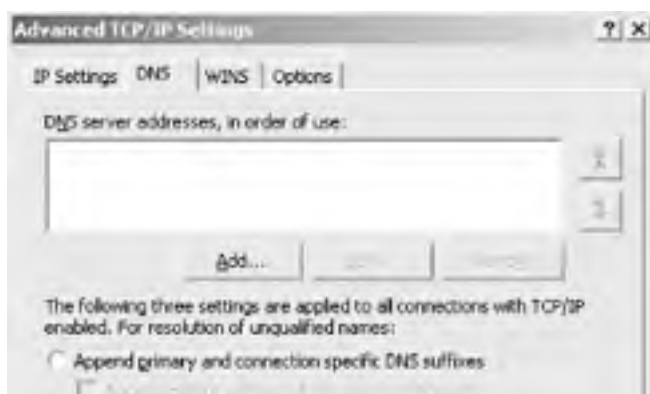 Advanced TCP/IP Settings
IP Settings DNS WINS Options
DNS server addresses, in order of use:
Add...
The following three settings are applied to all connections with TCP/IP
enabled. For resolution of unqualified names:
Append primary and connection specific DNS suffixes